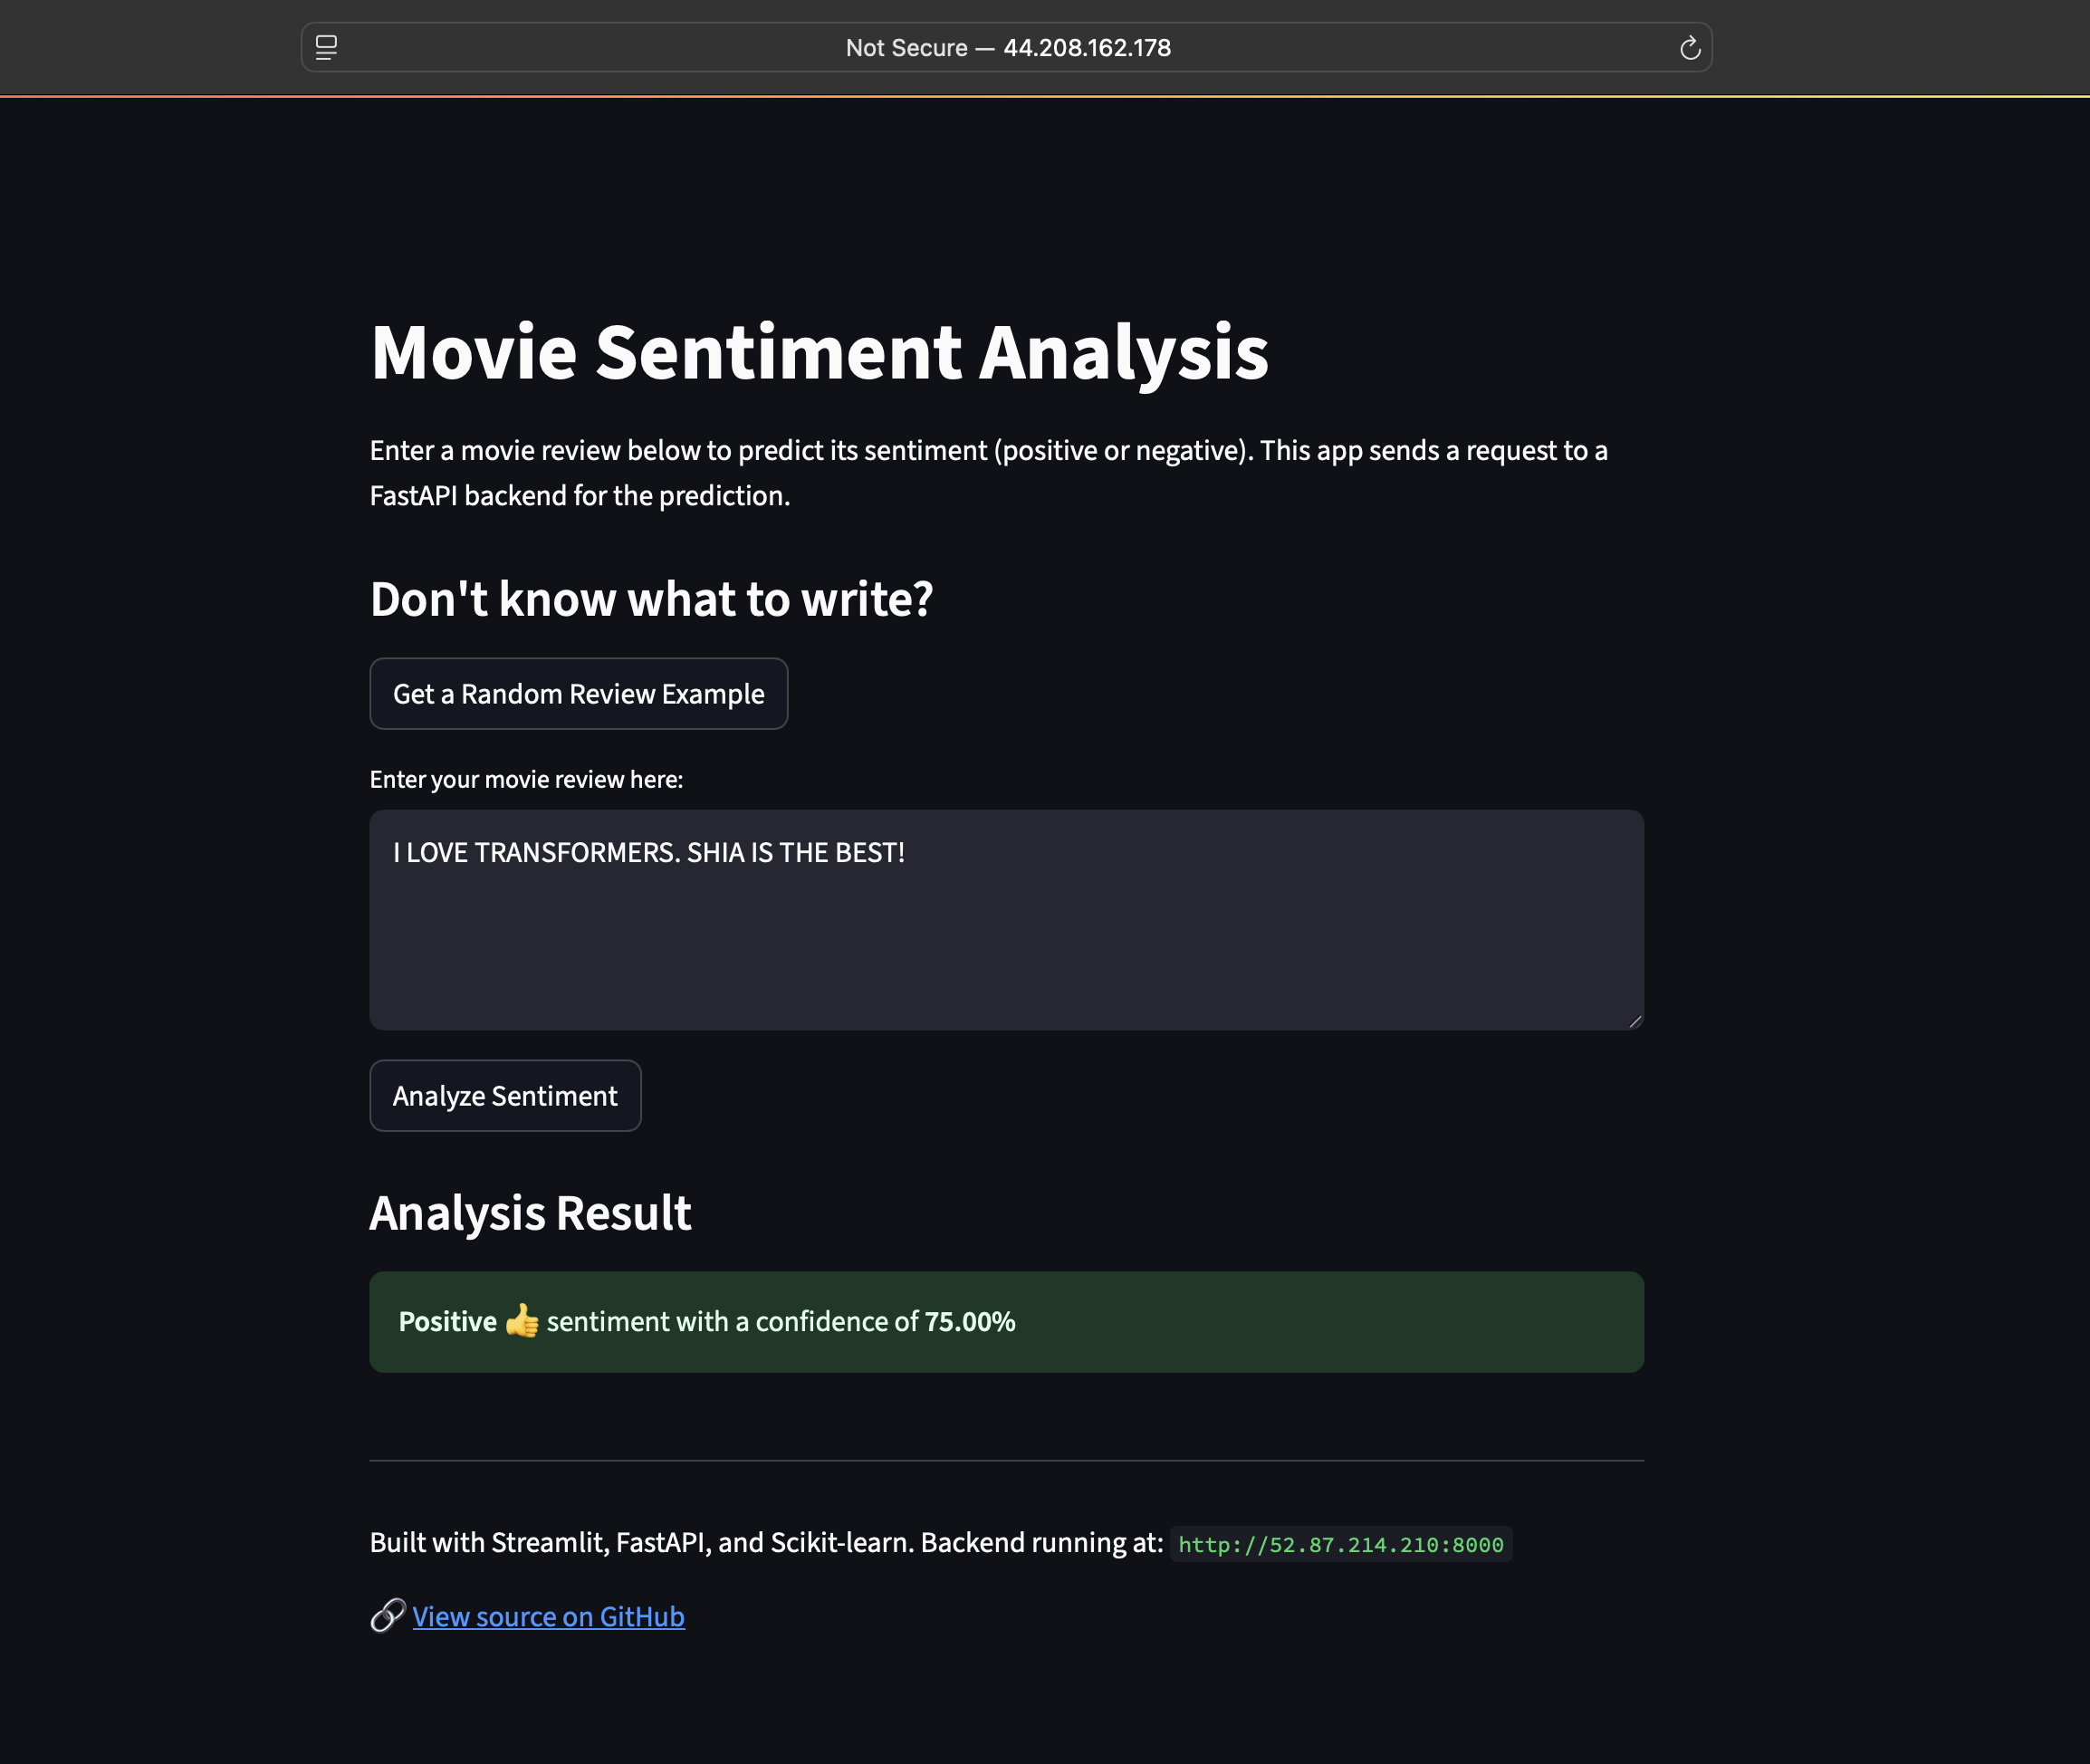 Not Secure — 44.208.162.178
Movie Sentiment Analysis
Enter a movie review below to predict its sentiment (positive or negative). This app sends a request to a
FastAPI backend for the prediction.
Don't know what to write?
Get a Random Review Example
Enter your movie review here:
I LOVE TRANSFORMERS. SHIA IS THE BEST!
Analyze Sentiment
Analysis Result
Positive 👍 sentiment with a confidence of 75.00%
Built with Streamlit, FastAPI, and Scikit-learn. Backend running at: http://52.87.214.210:8000
🔗 View source on GitHub